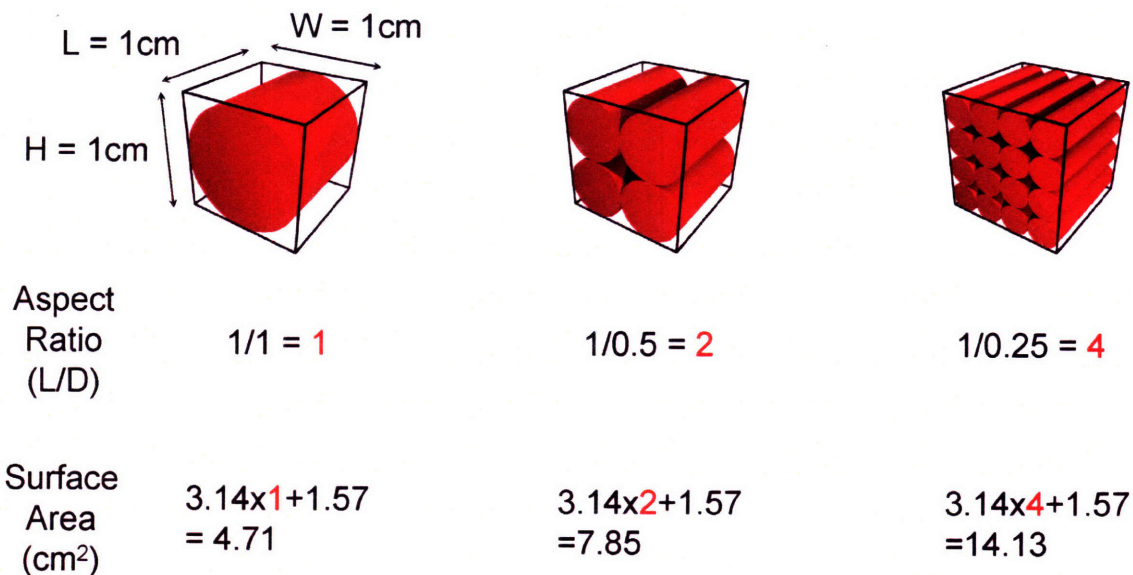 L = 1cm
W = 1cm
H = 1cm
Aspect
Ratio
(L/D)
1/1 = 1
1/0.5 = 2
1/0.25 = 4
Surface
Area
(cm²)
3.14x1+1.57
= 4.71
3.14x2+1.57
=7.85
3.14x4+1.57
=14.13